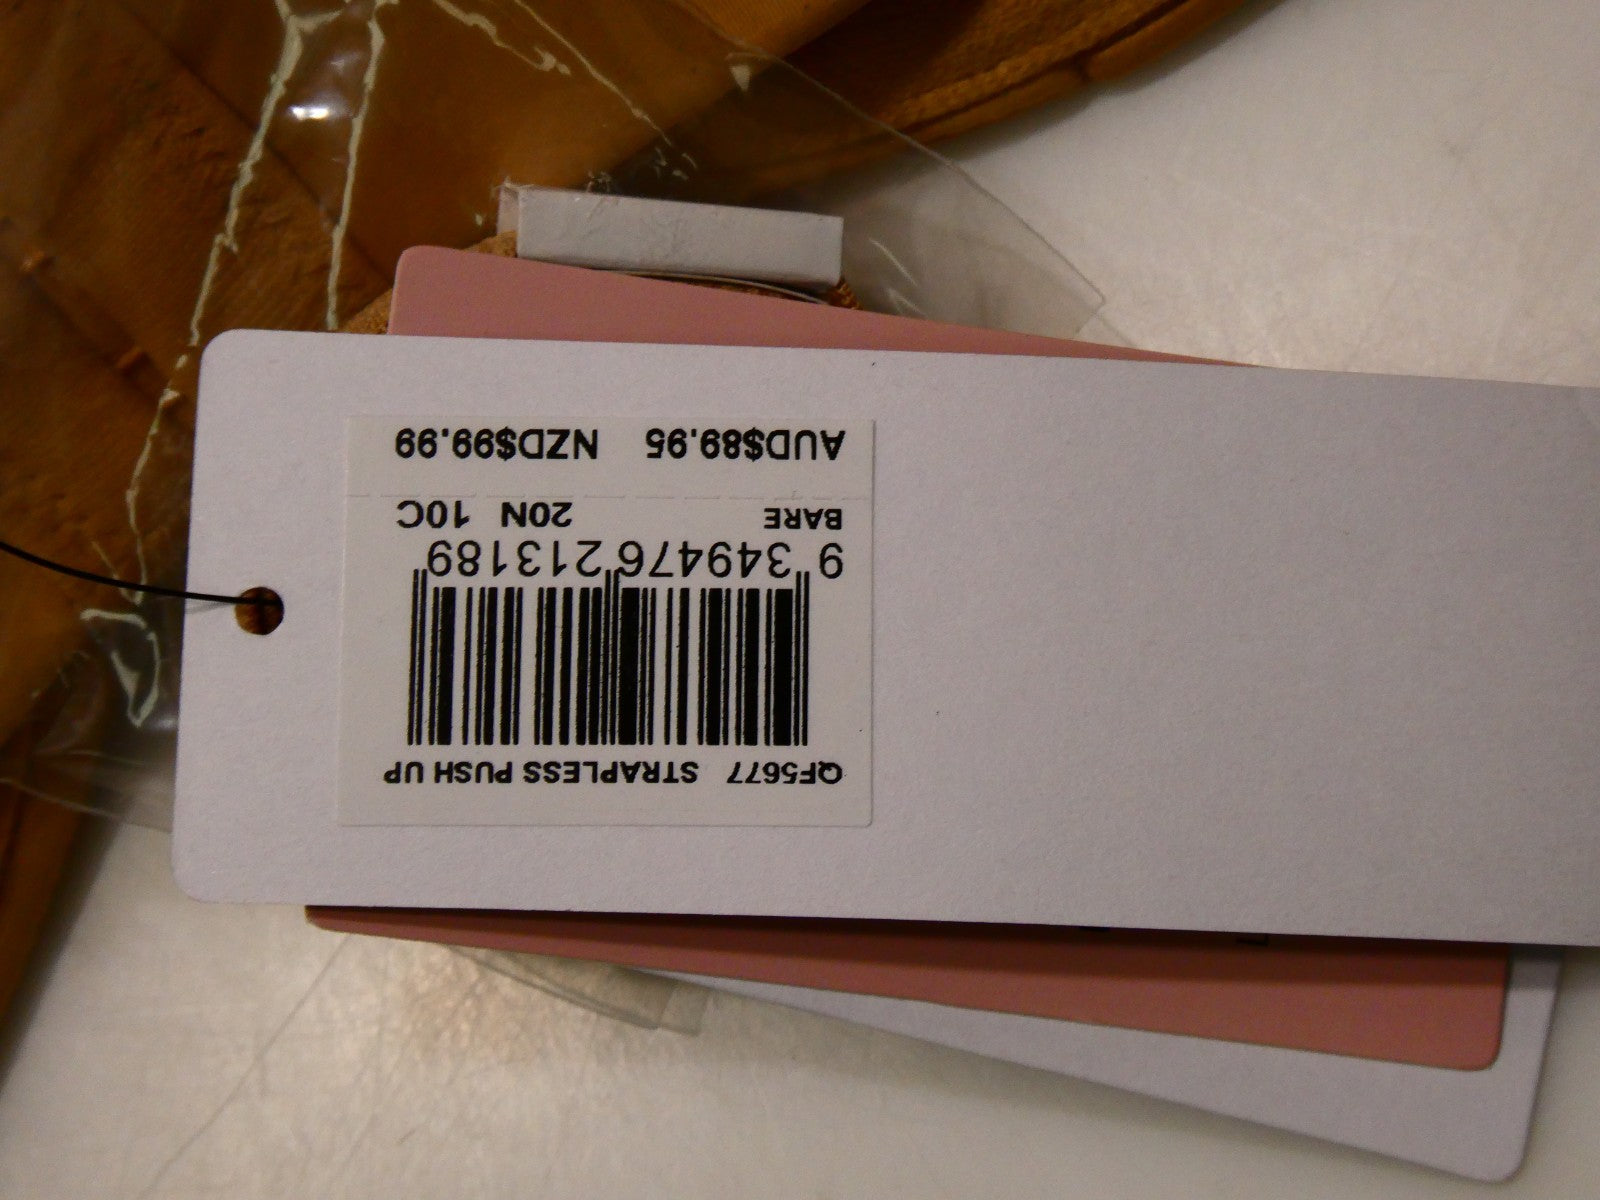 QF5677 STRAPLESS PUSH UP
9 349476 213189
BARE 20N 10C
AUD$89.95 NZD$99.99